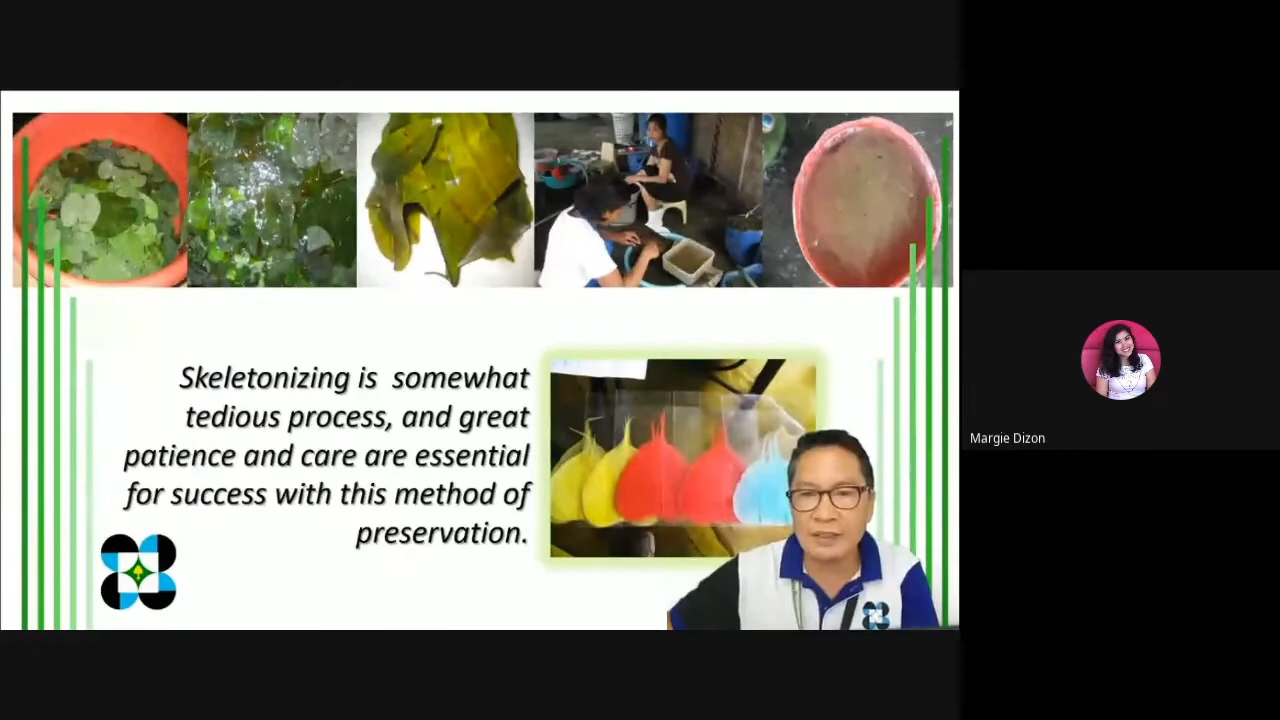 Skeletonizing is somewhat
tedious process, and great
patience and care are essential
for success with this method of
preservation.
Margie Dizon